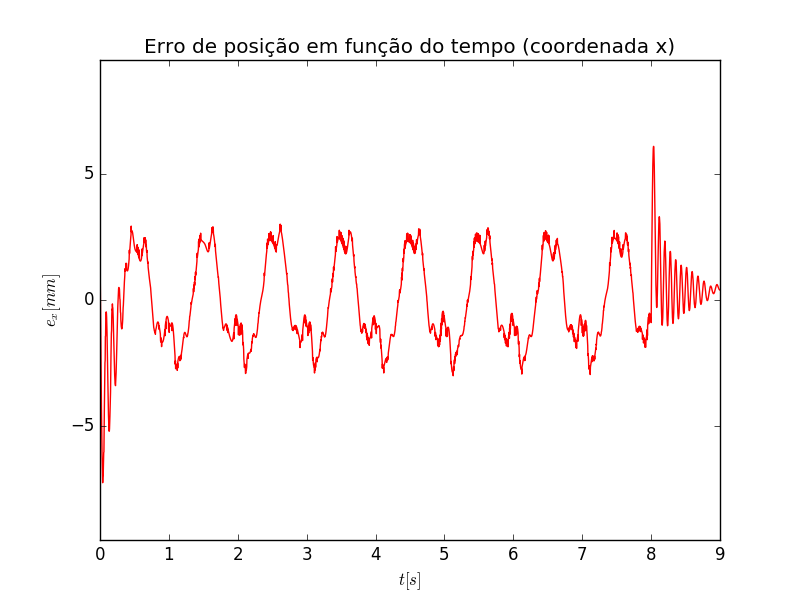 Erro de posição em função do tempo (coordenada x)
5
0
−5
e_x[mm]
0 1 2 3 4 5 6 7 8 9
t[s]